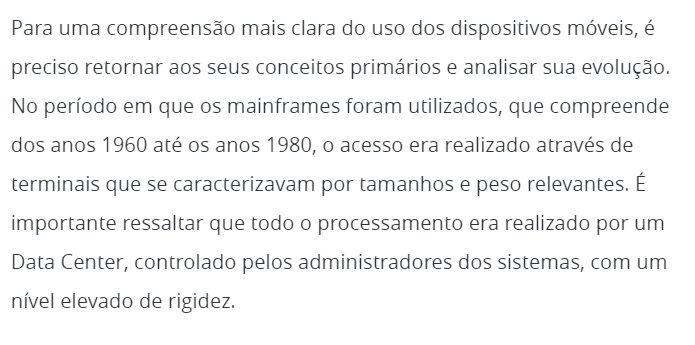 Para uma compreensão mais clara do uso dos dispositivos móveis, é
preciso retornar aos seus conceitos primários e analisar sua evolução.
No período em que os mainframes foram utilizados, que compreende
dos anos 1960 até os anos 1980, o acesso era realizado através de
terminais que se caracterizavam por tamanhos e peso relevantes. É
importante ressaltar que todo o processamento era realizado por um
Data Center, controlado pelos administradores dos sistemas, com um
nível elevado de rigidez.